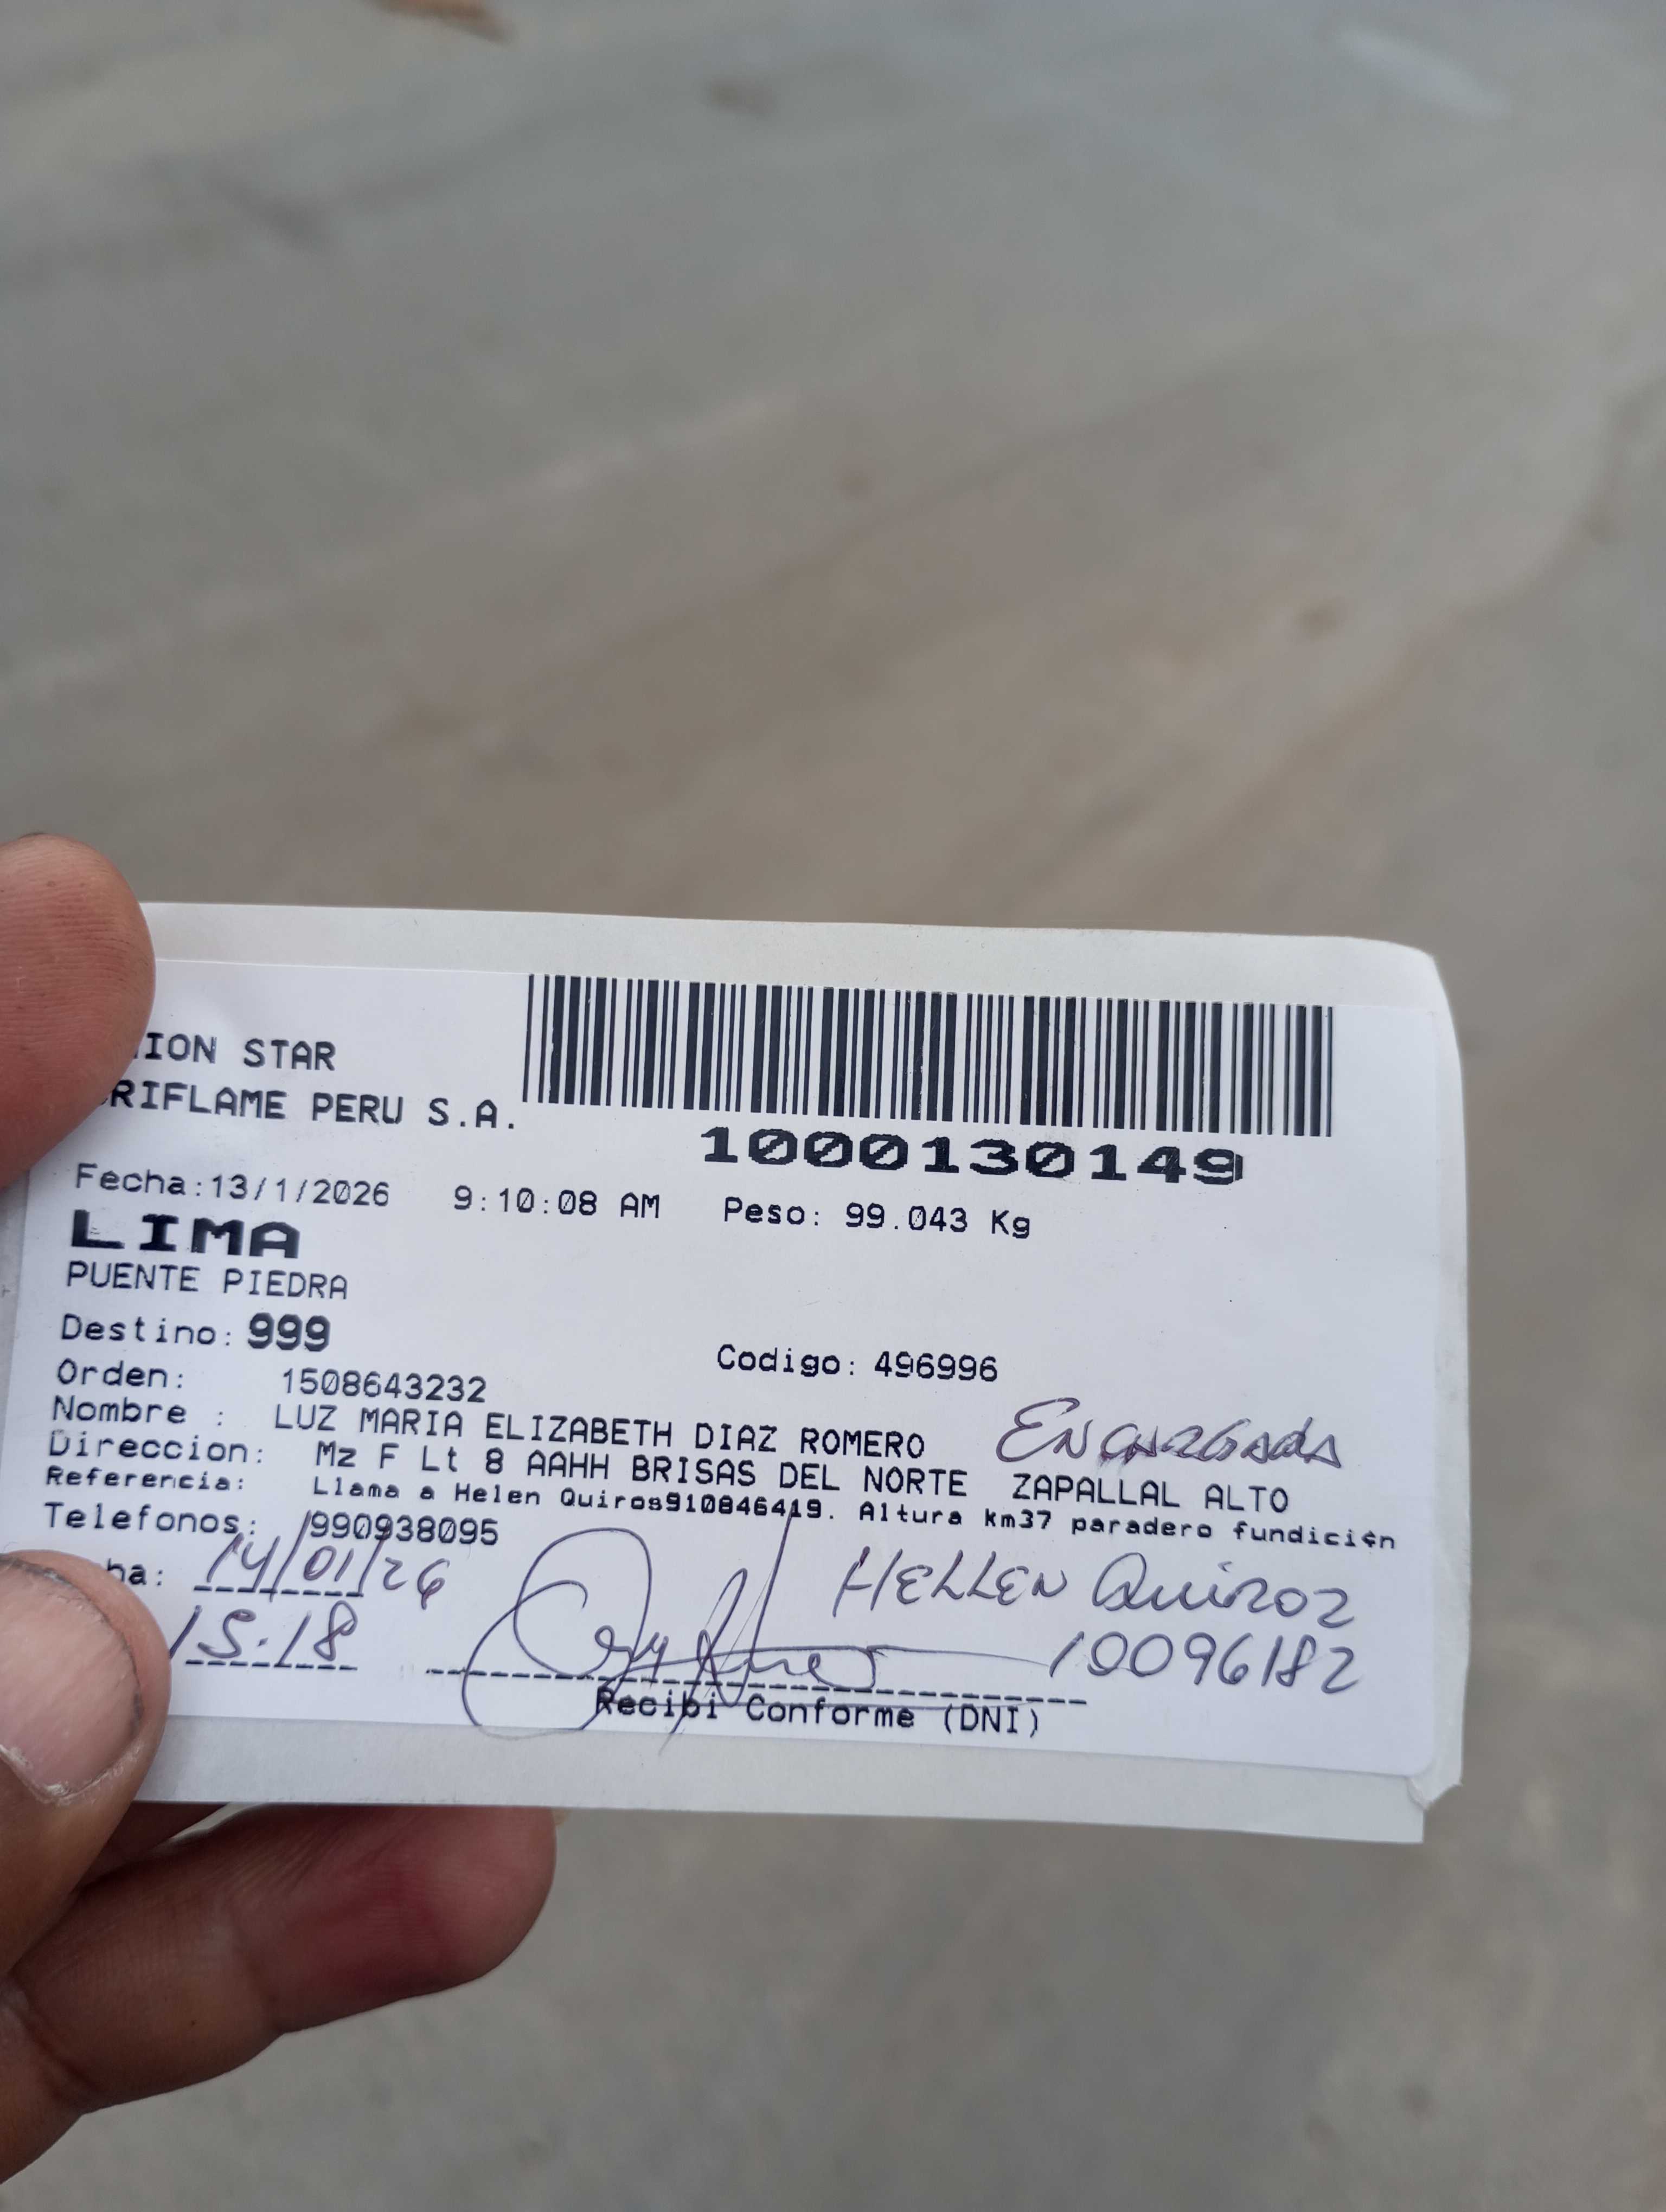 ION STAR
RIFLAME PERU S.A.
1000130149
Fecha:13/1/2026 9:10:08 AM Peso: 99.043 Kg
LIMA
PUENTE PIEDRA
Destino: 999
Codigo: 496996
Orden: 1508643232
Nombre : LUZ MARIA ELIZABETH DIAZ ROMERO ENCARGADA
Direccion: Mz F Lt 8 AAHH BRISAS DEL NORTE ZAPALLAL ALTO
Referencia: Llama a Helen Quiros910846419. Altura km37 paradero fundición
Telefonos: /990938095
ha: 14/01/26
HELLEN Quiroz
15:18
10096182
Recibi Conforme (DNI)